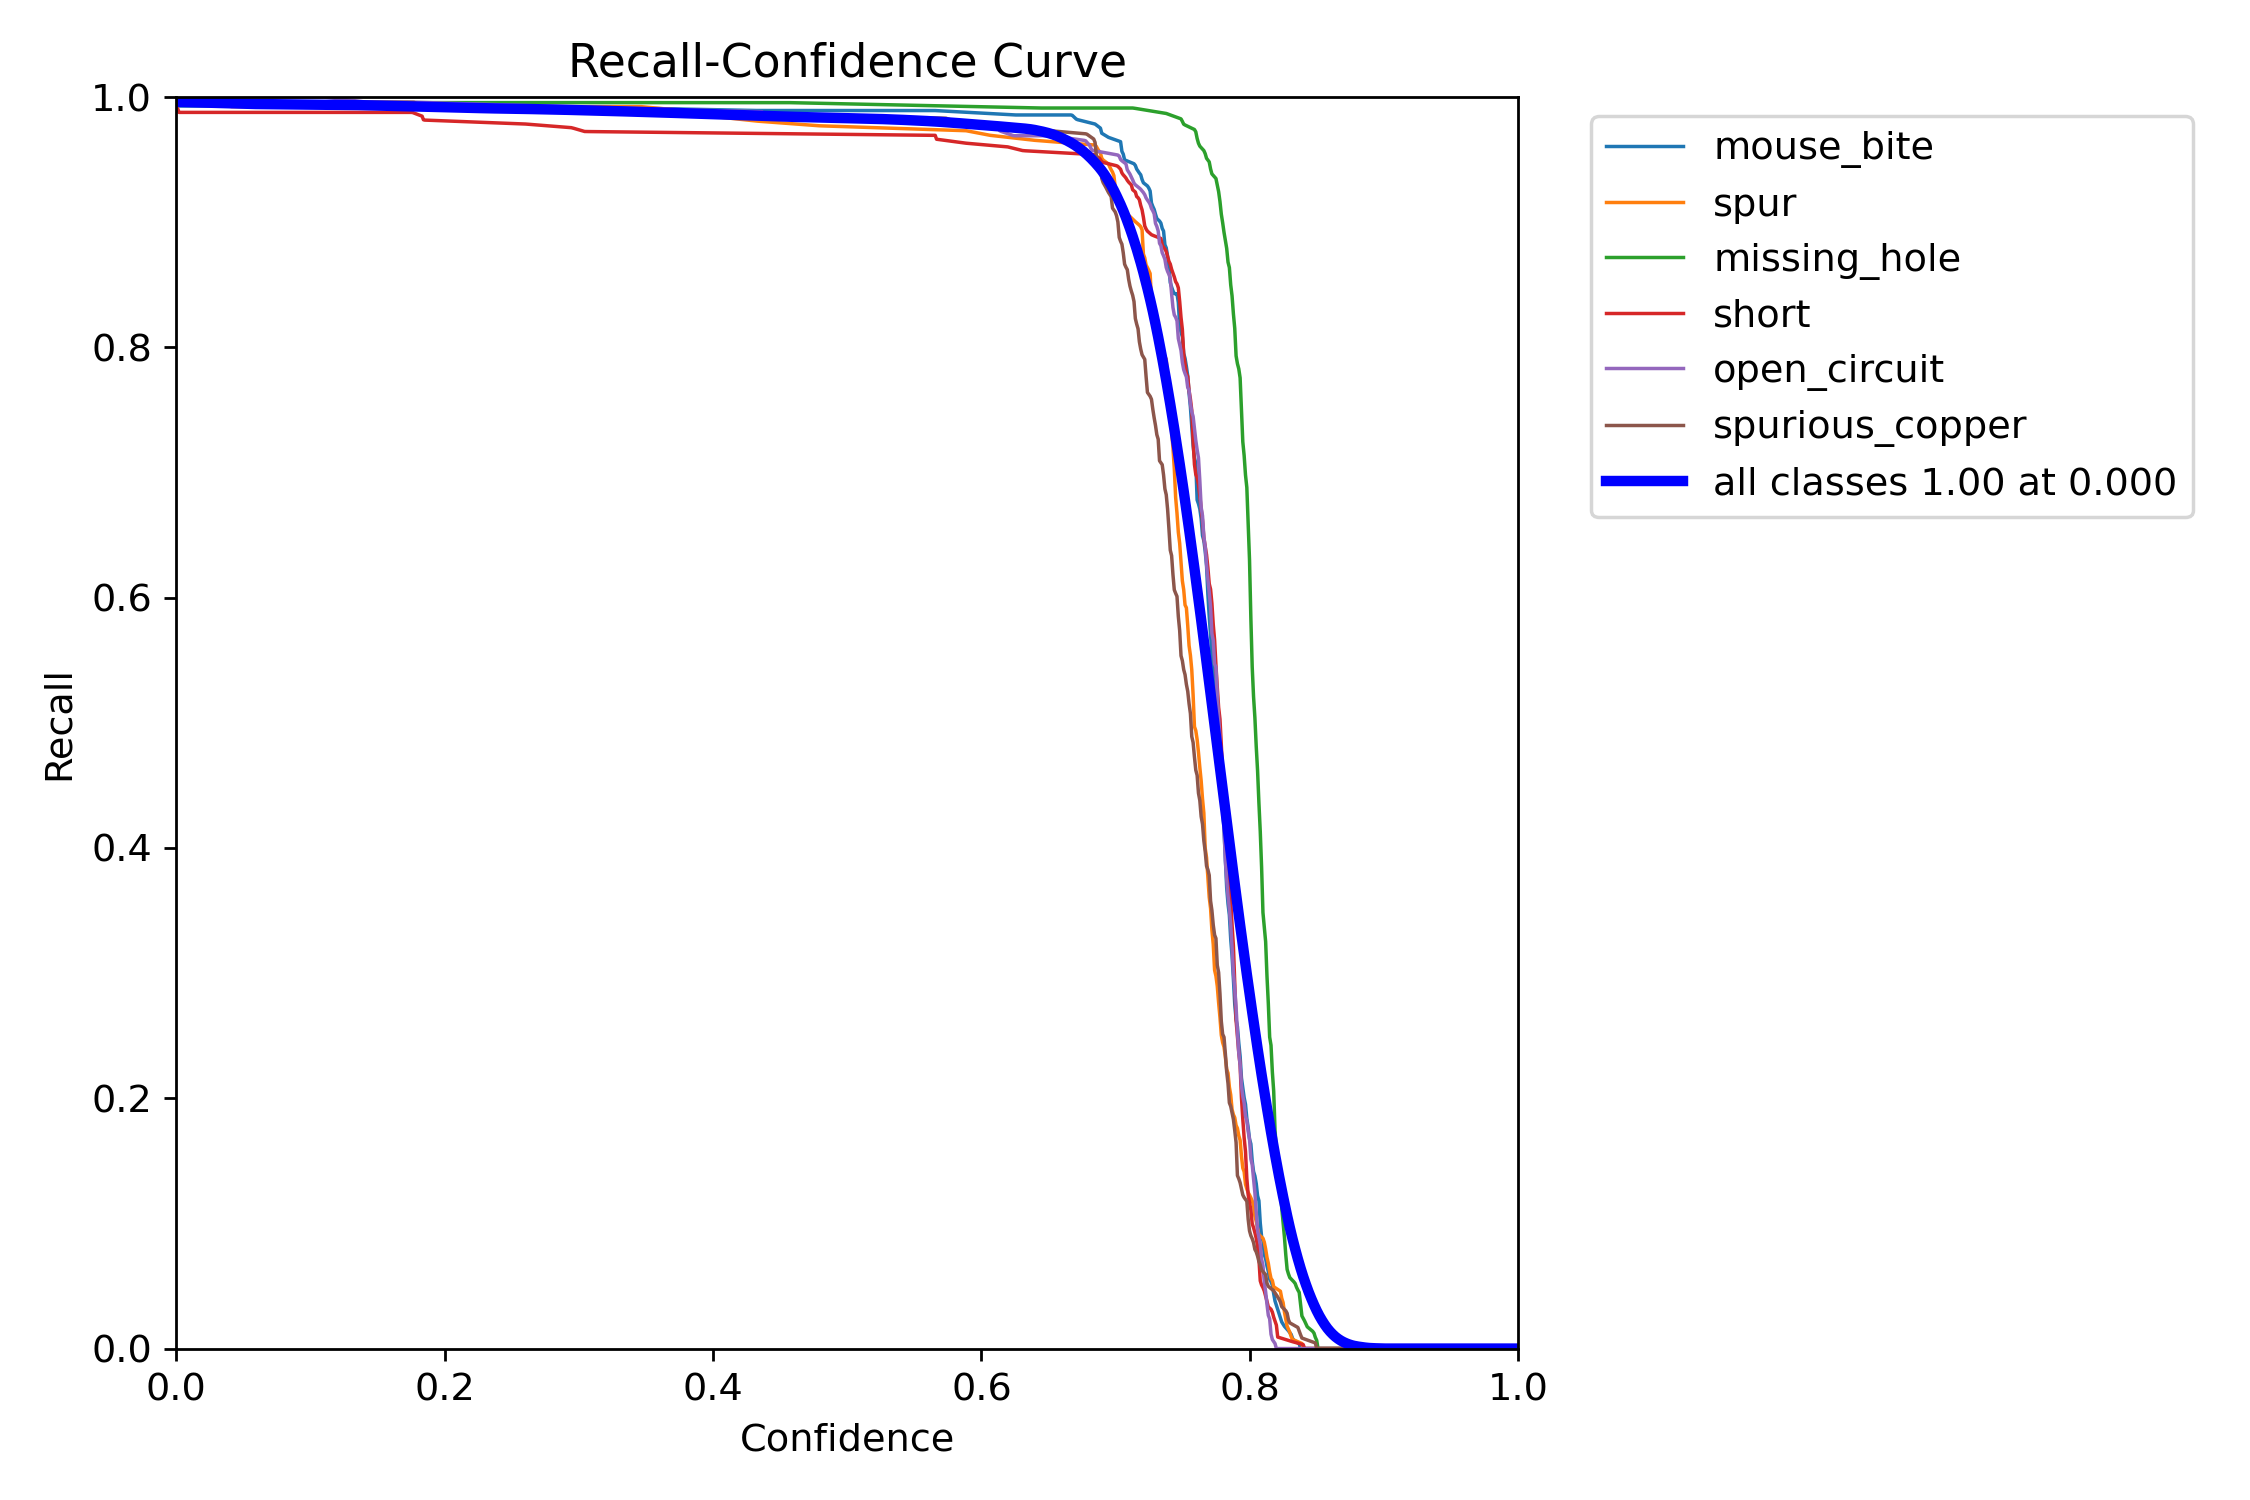 Recall-Confidence Curve
1.0
0.8
0.6
0.4
0.2
0.0
Recall
0.0 0.2 0.4 0.6 0.8 1.0
Confidence
mouse_bite
spur
missing_hole
short
open_circuit
spurious_copper
all classes 1.00 at 0.000